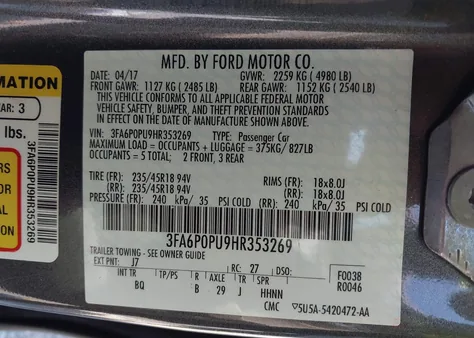 MFD. BY FORD MOTOR CO.
DATE: 04/17 GVWR: 2259 KG ( 4980 LB)
FRONT GAWR: 1127 KG ( 2485 LB) REAR GAWR: 1152 KG ( 2540 LB)
THIS VEHICLE CONFORMS TO ALL APPLICABLE FEDERAL MOTOR
VEHICLE SAFETY, BUMPER, AND THEFT PREVENTION STANDARDS
IN EFFECT ON THE DATE OF MANUFACTURE SHOWN ABOVE.
VIN: 3FA6P0PU9HR353269 TYPE: Passenger Car
MAXIMUM LOAD = OCCUPANTS + LUGGAGE = 375KG/ 827LB
OCCUPANTS = 5 TOTAL; 2 FRONT, 3 REAR
TIRE (FR): 235/45R18 94V RIMS (FR): 18x8.0J
TIRE (RR): 235/45R18 94V RIMS (RR): 18x8.0J
PRESSURE (FR): 240 kPa/ 35 PSI COLD (RR): 240 kPa/ 35 PSI COLD
3FA6P0PU9HR353269
TRAILER TOWING - SEE OWNER GUIDE
EXT PNT: J7 RC: 27 DSO: F003B
INT TR TP/PS R AXLE TR R0046
BQ B 29 J HHNN
CMC 5U5A-5420472-AA
MATION
EAR: 3
lbs.
ERS
3FA6P0PU9HR353269